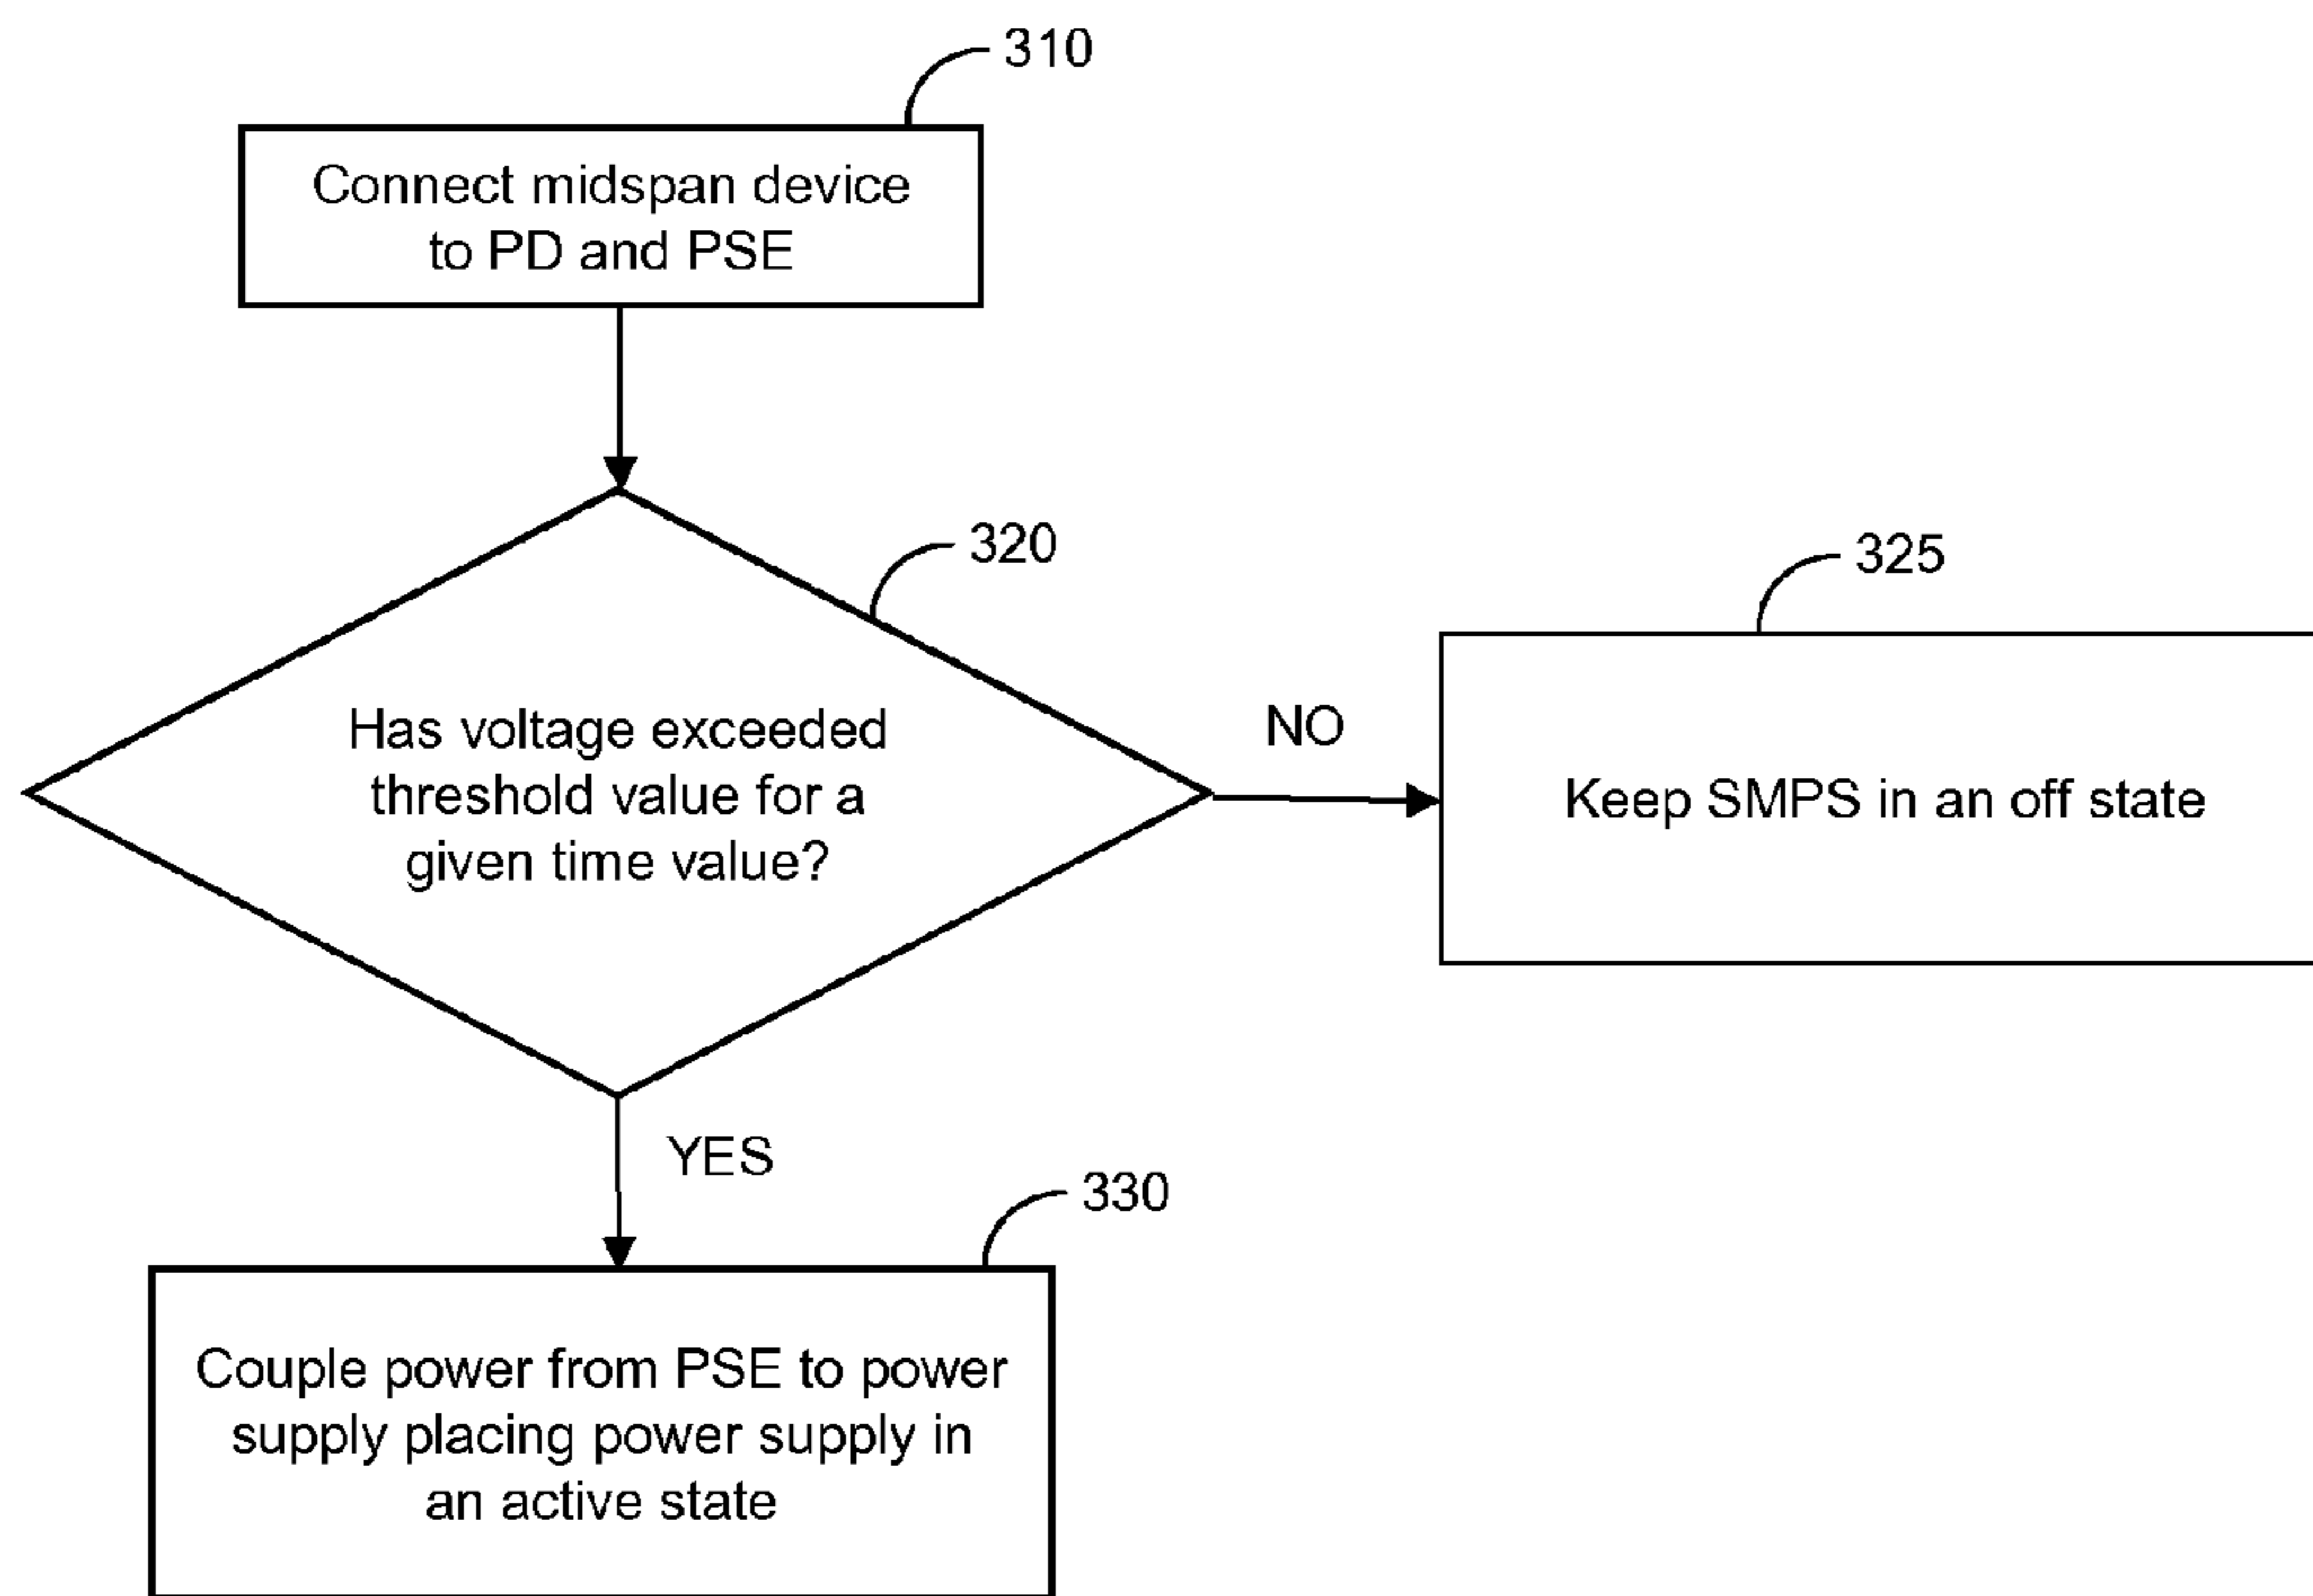 310
Connect midspan device
to PD and PSE
320
Has voltage exceeded
threshold value for a
given time value?
NO
325
Keep SMPS in an off state
YES
330
Couple power from PSE to power
supply placing power supply in
an active state